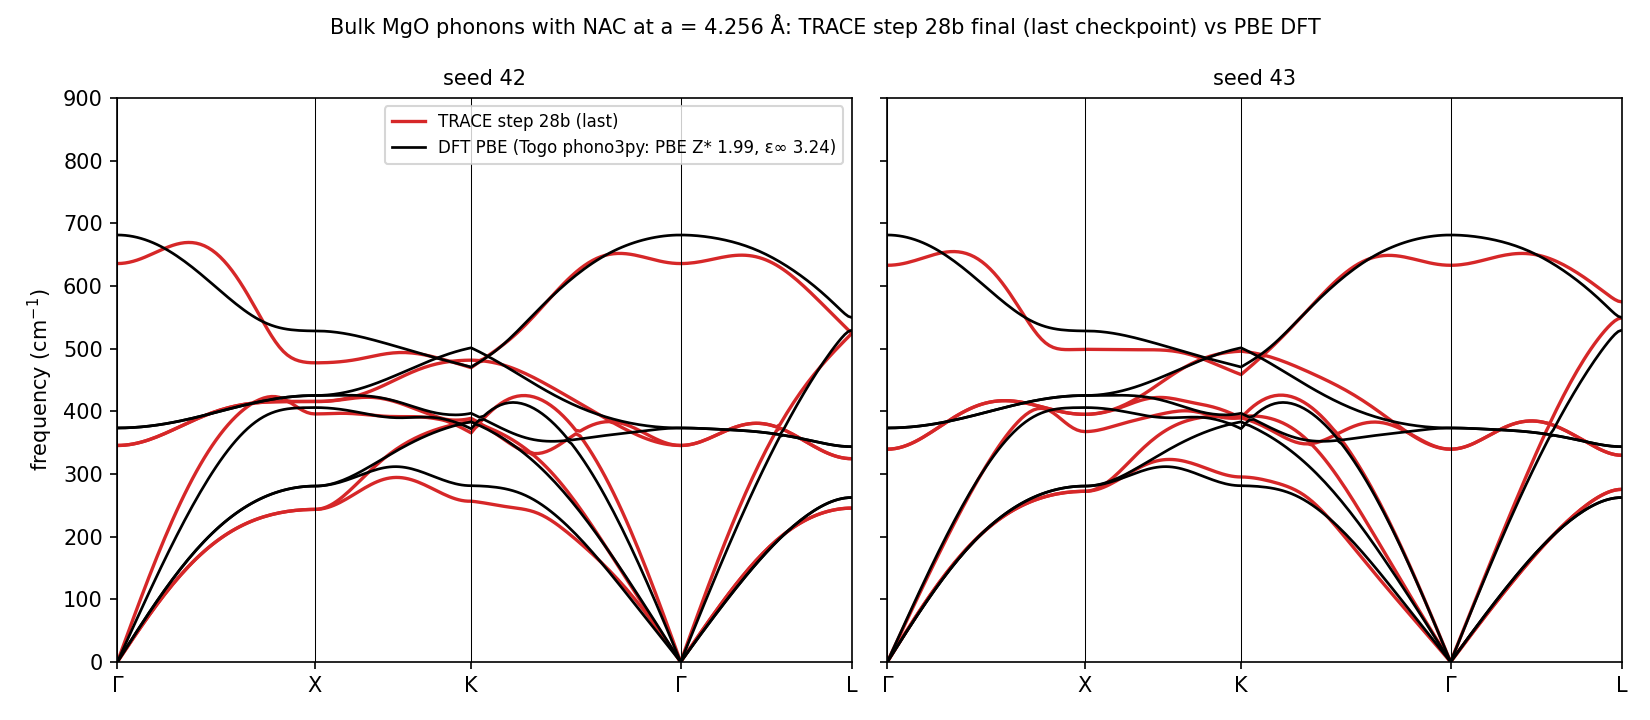 Bulk MgO phonons with NAC at a = 4.256 Å: TRACE step 28b final (last checkpoint) vs PBE DFT
seed 42
seed 43
TRACE step 28b (last)
DFT PBE (Togo phono3py: PBE Z* 1.99, ε∞ 3.24)
frequency (cm⁻¹)
900
800
700
600
500
400
300
200
100
0
Γ X K Γ L
Γ X K Γ L